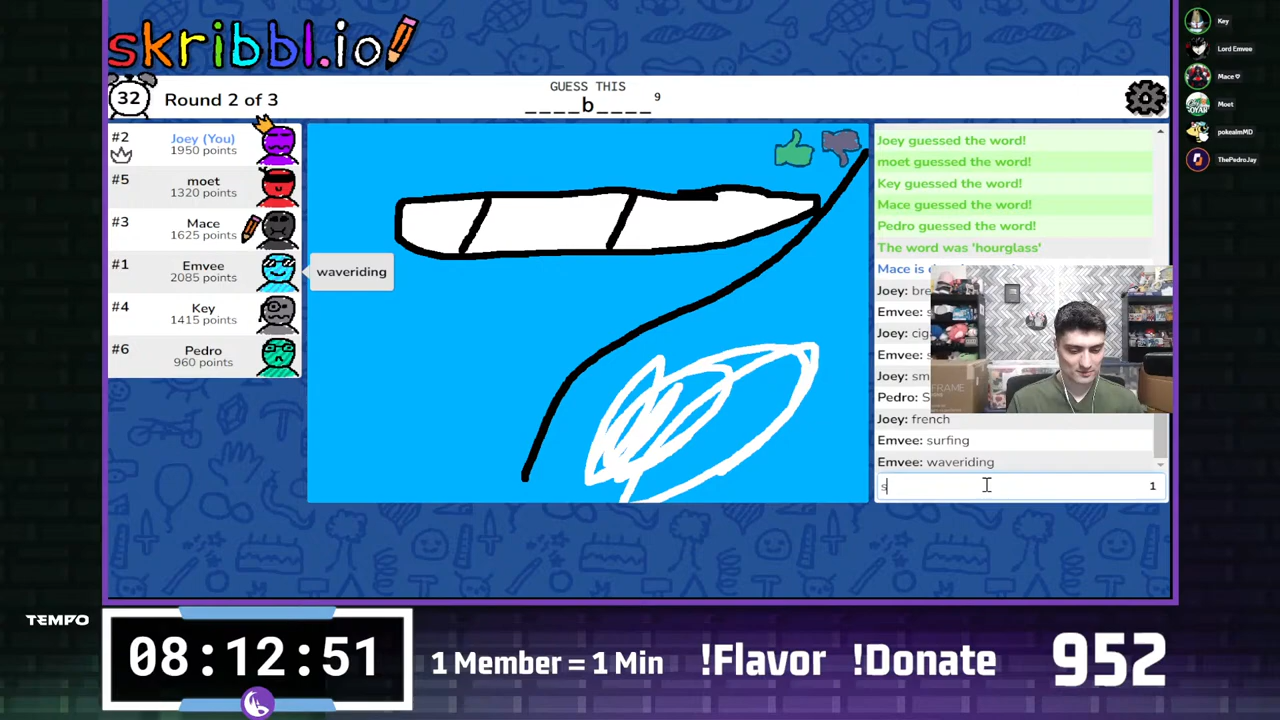 skribbl.io
32
Round 2 of 3
GUESS THIS
____b____ 9
#2 Joey (You)
1950 points
#5 moet
1320 points
#3 Mace
1625 points
#1 Emvee
2085 points
#4 Key
1415 points
#6 Pedro
960 points
waveriding
Joey guessed the word!
moet guessed the word!
Key guessed the word!
Mace guessed the word!
Pedro guessed the word!
The word was 'hourglass'
Mace is
Joey:
Emvee:
Joey:
Emvee:
Joey:
Pedro:
Joey: french
Emvee: surfing
Emvee: waveriding
s 1
Key
Lord Emvee
Mace
Moet
pokealmMD
ThePedroJay
TEMPO
08:12:51
1 Member = 1 Min !Flavor !Donate 952